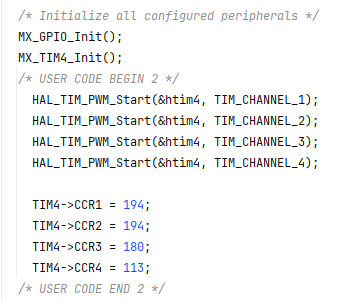 /* Initialize all configured peripherals */
MX_GPIO_Init();
MX_TIM4_Init();
/* USER CODE BEGIN 2 */
HAL_TIM_PWM_Start(&htim4, TIM_CHANNEL_1);
HAL_TIM_PWM_Start(&htim4, TIM_CHANNEL_2);
HAL_TIM_PWM_Start(&htim4, TIM_CHANNEL_3);
HAL_TIM_PWM_Start(&htim4, TIM_CHANNEL_4);
TIM4->CCR1 = 194;
TIM4->CCR2 = 194;
TIM4->CCR3 = 180;
TIM4->CCR4 = 113;
/* USER CODE END 2 */